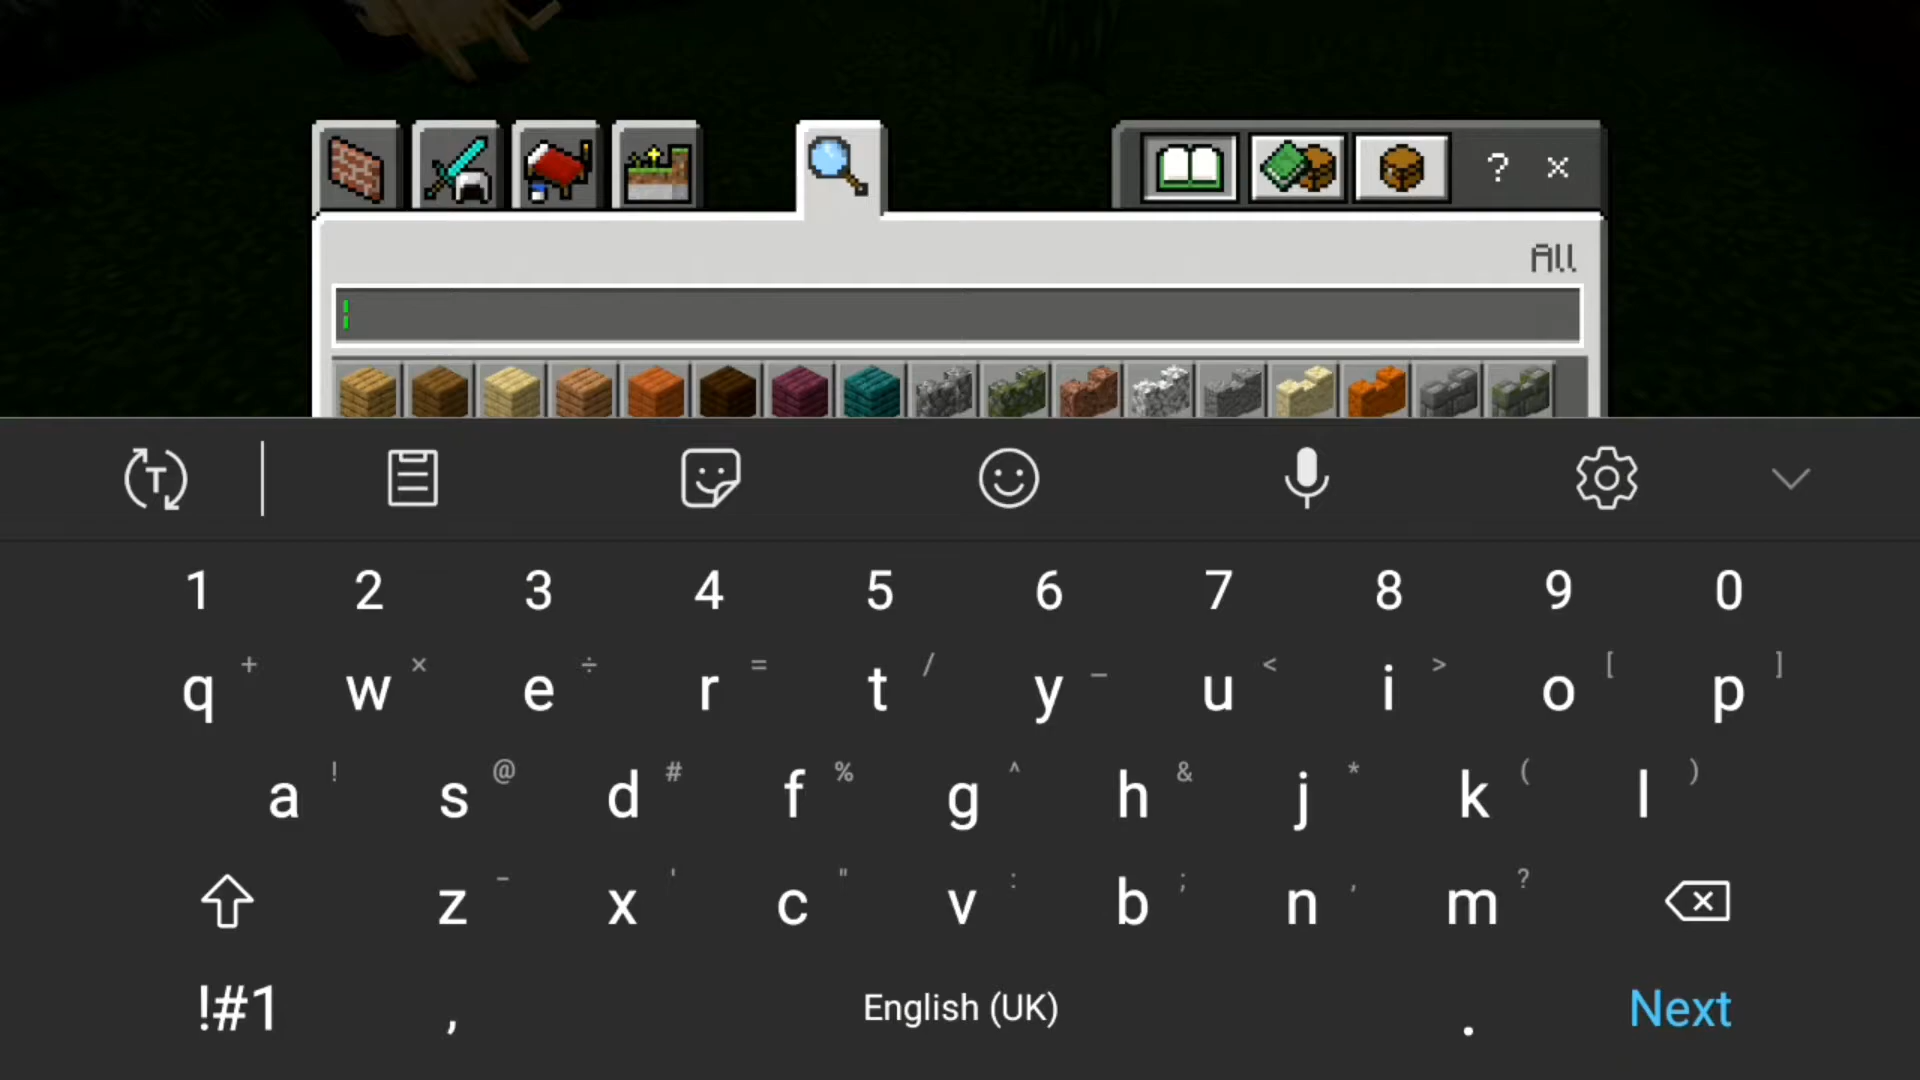 ? ×
All
1 2 3 4 5 6 7 8 9 0
+ × ÷ = / _ < > [ ]
q w e r t y u i o p
! @ # % ^ & * ( )
a s d f g h j k l
- ' " : ; , ?
z x c v b n m
!#1 , English (UK) . Next